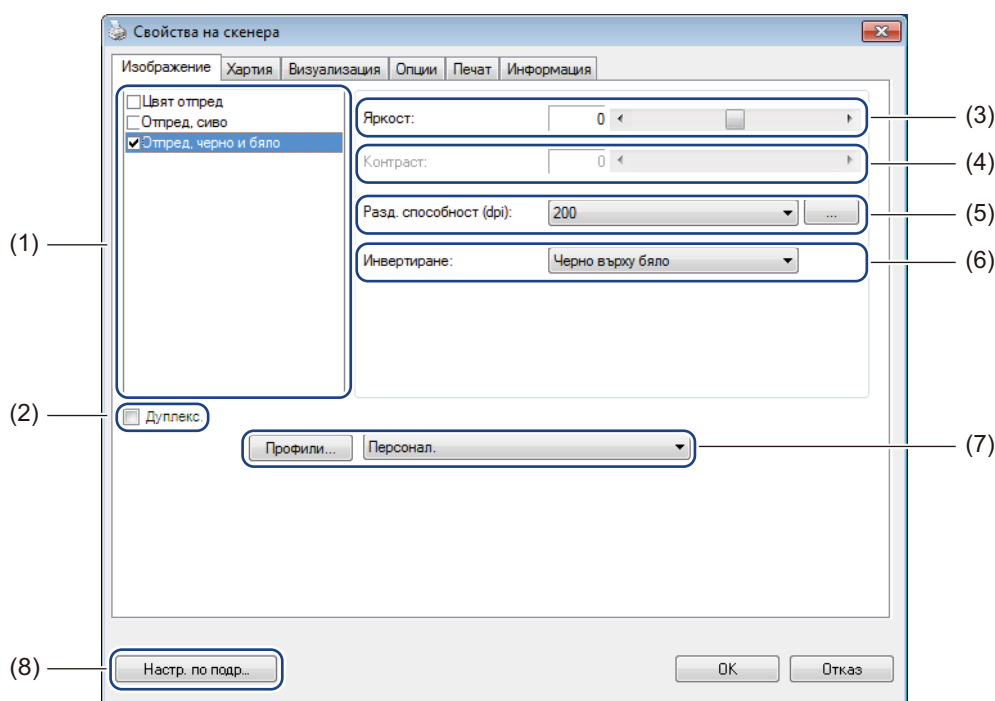 Свойства на скенера
Изображение Хартия Визуализация Опции Печат Информация
Цвят отпред
Отпред, сиво
Отпред, черно и бяло
Яркост: 0
(3)
Контраст: 0
(4)
Разд. способност (dpi): 200 ...
(5)
(1)
Инвертиране: Черно върху бяло
(6)
(2)
Дуплекс.
Профили... Персонал.
(7)
(8)
Настр. по подр... OK Отказ